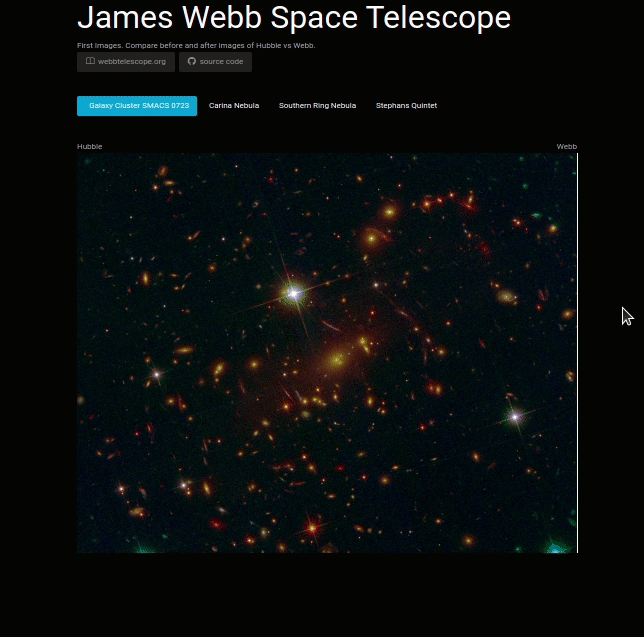 James Webb Space Telescope
First Images. Compare before and after images of Hubble vs Webb.
webbtelescope.org source code
Galaxy Cluster SMACS 0723 Carina Nebula Southern Ring Nebula Stephans Quintet
Hubble Webb